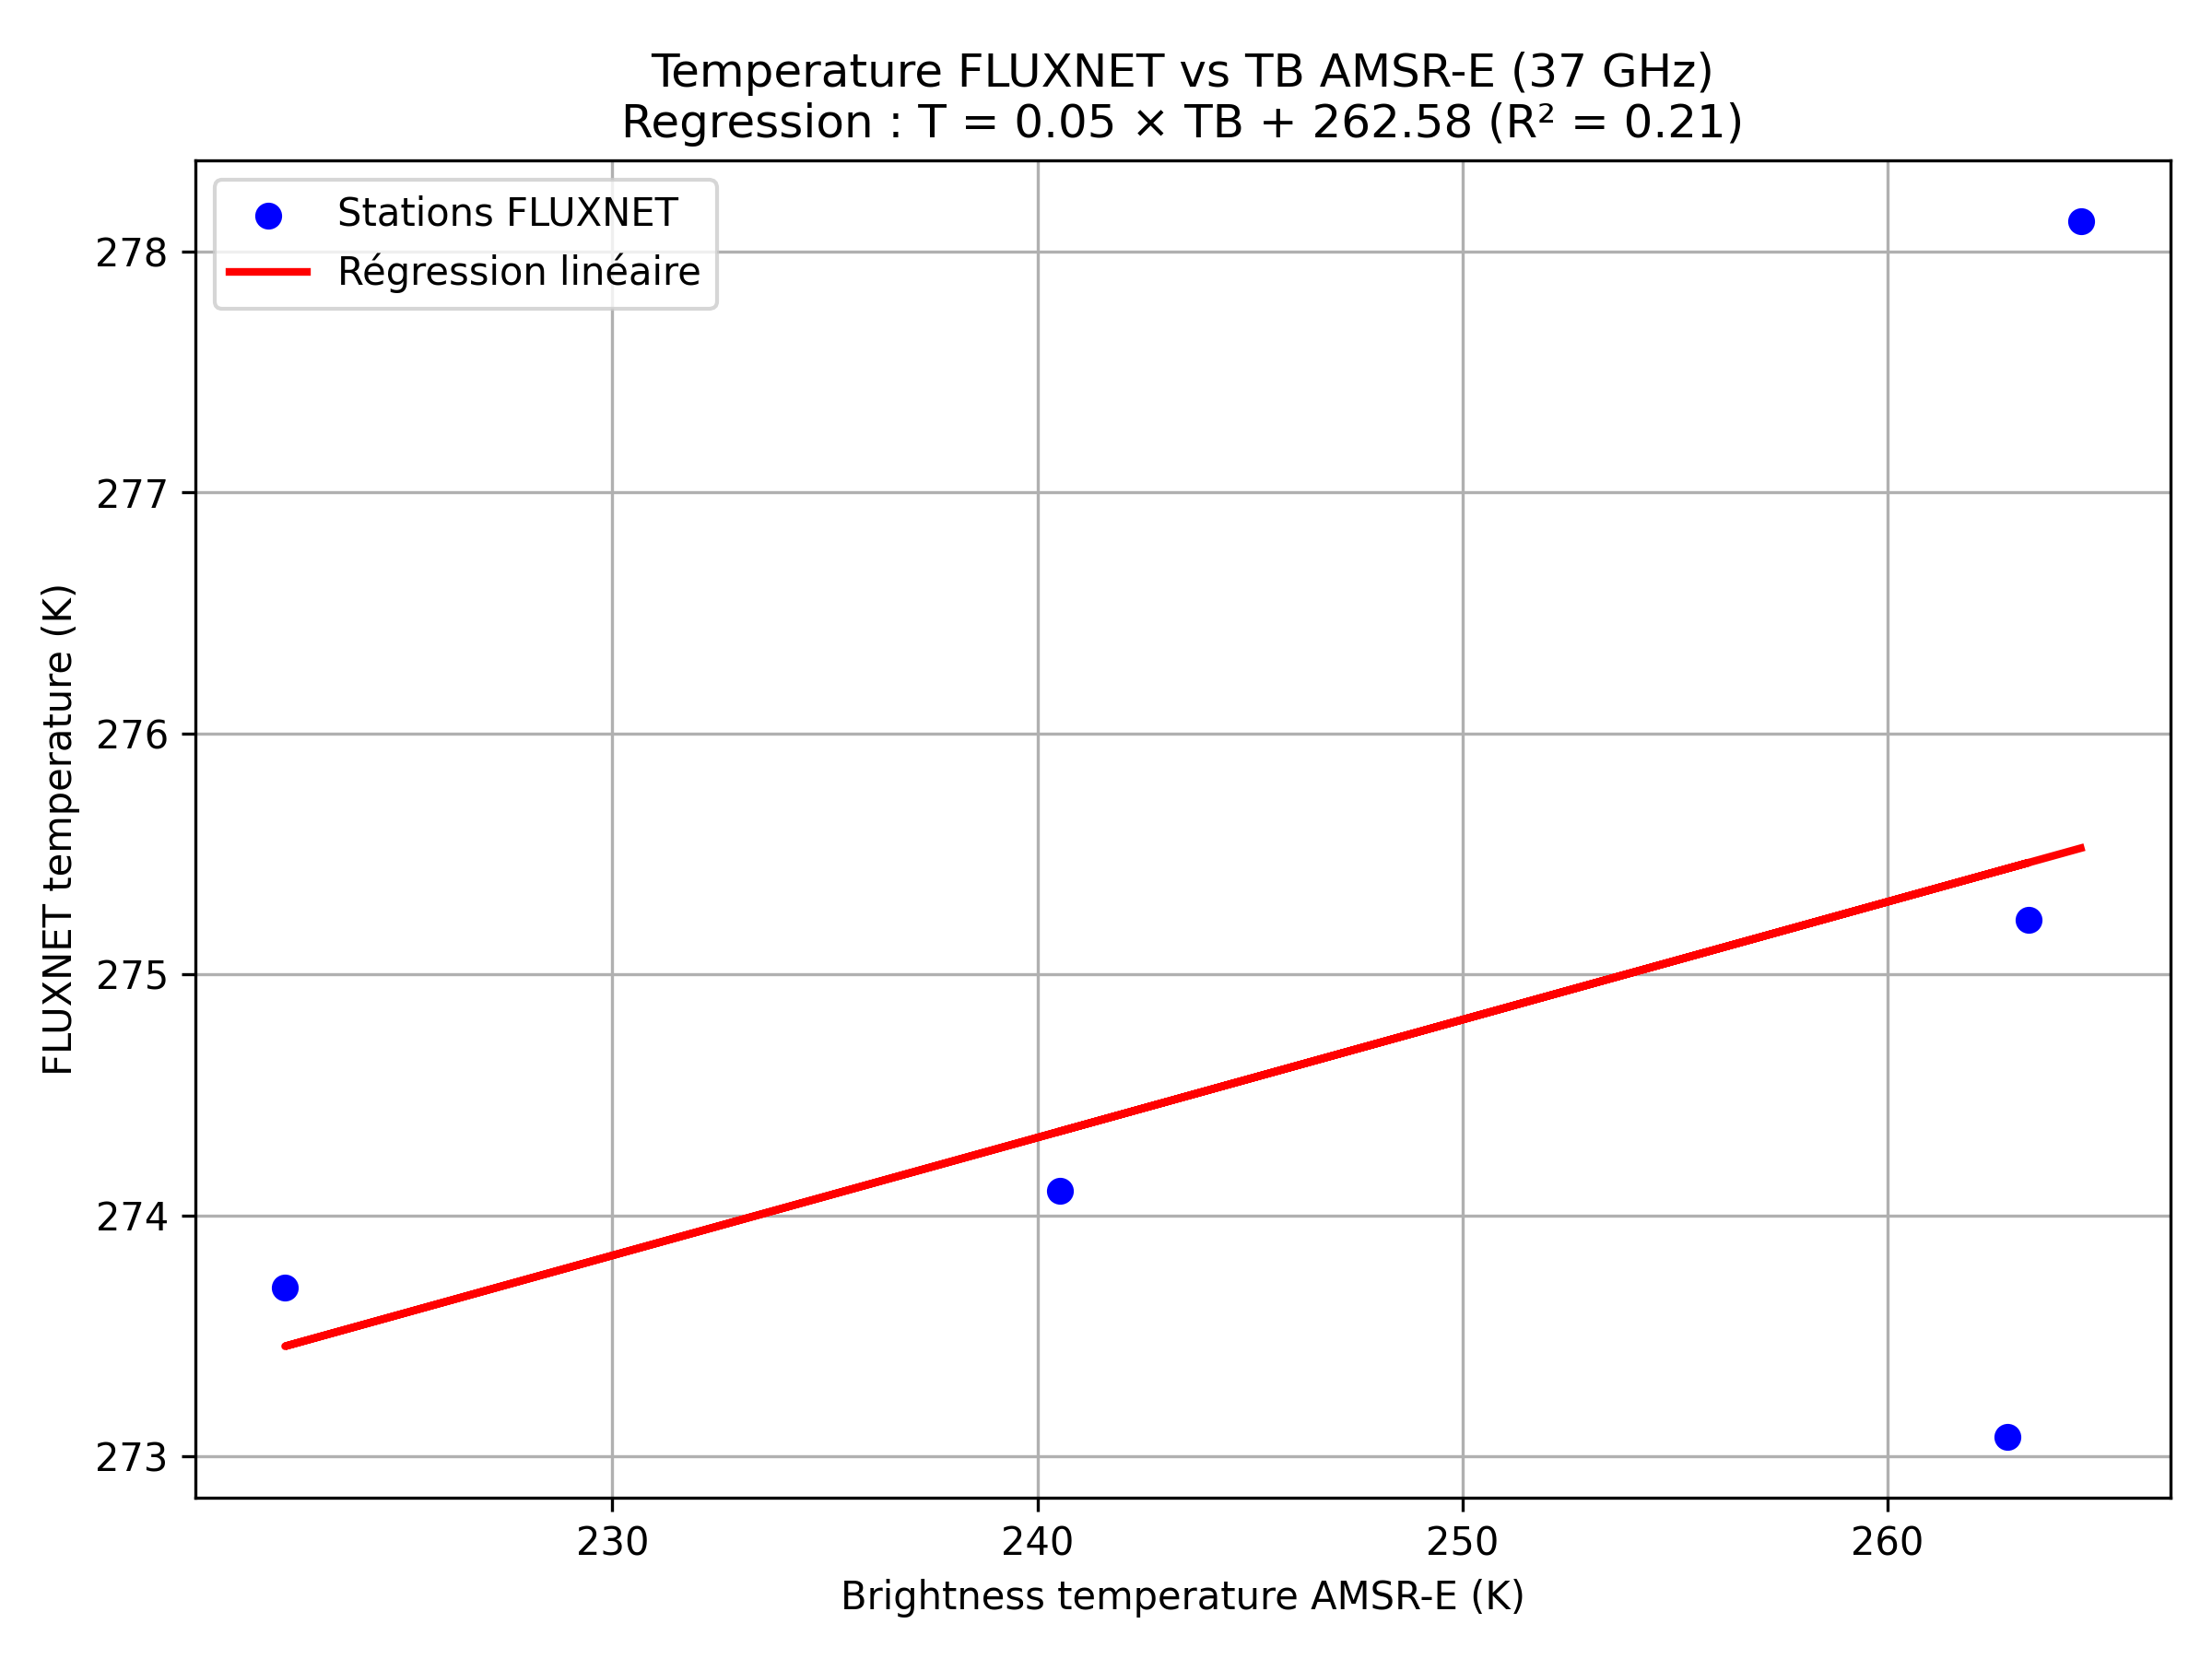 Temperature FLUXNET vs TB AMSR-E (37 GHz)
Regression : T = 0.05 × TB + 262.58 (R² = 0.21)
Stations FLUXNET
Régression linéaire
278
277
276
275
274
273
FLUXNET temperature (K)
230 240 250 260
Brightness temperature AMSR-E (K)